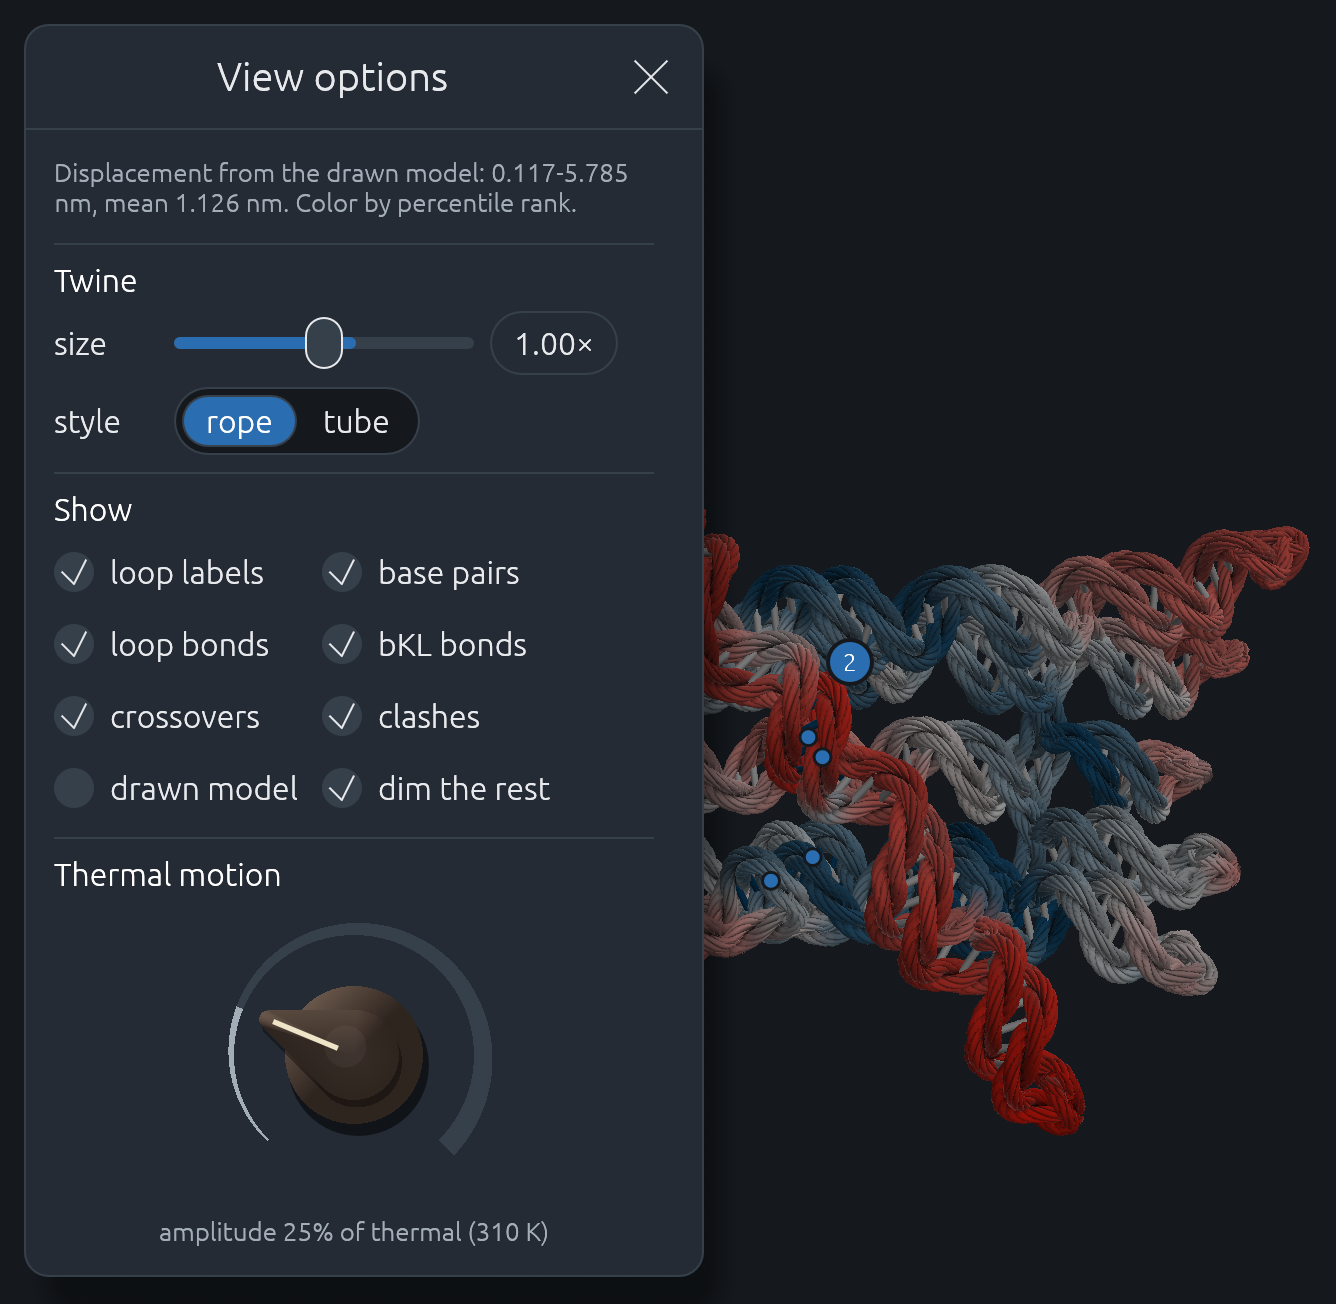 View options
Displacement from the drawn model: 0.117-5.785
nm, mean 1.126 nm. Color by percentile rank.
Twine
size 1.00×
style rope tube
Show
loop labels base pairs
loop bonds bKL bonds
crossovers clashes
drawn model dim the rest
Thermal motion
amplitude 25% of thermal (310 K)
2